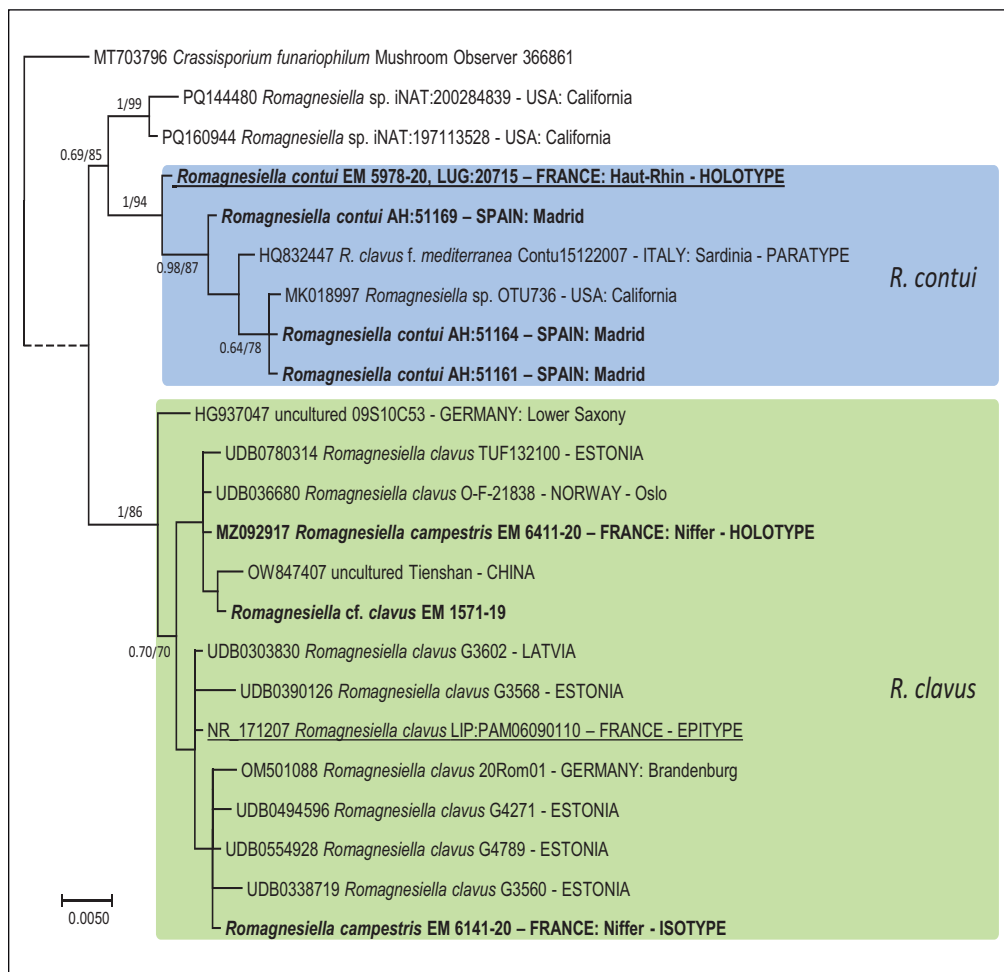 MT703796 Crassisporium funariophilum Mushroom Observer 366861
PQ144480 Romagnesiella sp. iNAT:200284839 - USA: California
1/99
PQ160944 Romagnesiella sp. iNAT:197113528 - USA: California
0.69/85
Romagnesiella contui EM 5978-20, LUG:20715 – FRANCE: Haut-Rhin - HOLOTYPE
1/94
Romagnesiella contui AH:51169 – SPAIN: Madrid
HQ832447 R. clavus f. mediterranea Contu15122007 - ITALY: Sardinia - PARATYPE
0.98/87
R. contui
MK018997 Romagnesiella sp. OTU736 - USA: California
Romagnesiella contui AH:51164 – SPAIN: Madrid
0.64/78
Romagnesiella contui AH:51161 – SPAIN: Madrid
HG937047 uncultured 09S10C53 - GERMANY: Lower Saxony
UDB0780314 Romagnesiella clavus TUF132100 - ESTONIA
UDB036680 Romagnesiella clavus O-F-21838 - NORWAY - Oslo
1/86
MZ092917 Romagnesiella campestris EM 6411-20 – FRANCE: Niffer - HOLOTYPE
OW847407 uncultured Tienshan - CHINA
Romagnesiella cf. clavus EM 1571-19
0.70/70
UDB0303830 Romagnesiella clavus G3602 - LATVIA
UDB0390126 Romagnesiella clavus G3568 - ESTONIA
R. clavus
NR_171207 Romagnesiella clavus LIP:PAM06090110 – FRANCE - EPITYPE
OM501088 Romagnesiella clavus 20Rom01 - GERMANY: Brandenburg
UDB0494596 Romagnesiella clavus G4271 - ESTONIA
UDB0554928 Romagnesiella clavus G4789 - ESTONIA
UDB0338719 Romagnesiella clavus G3560 - ESTONIA
0.0050
Romagnesiella campestris EM 6141-20 – FRANCE: Niffer - ISOTYPE